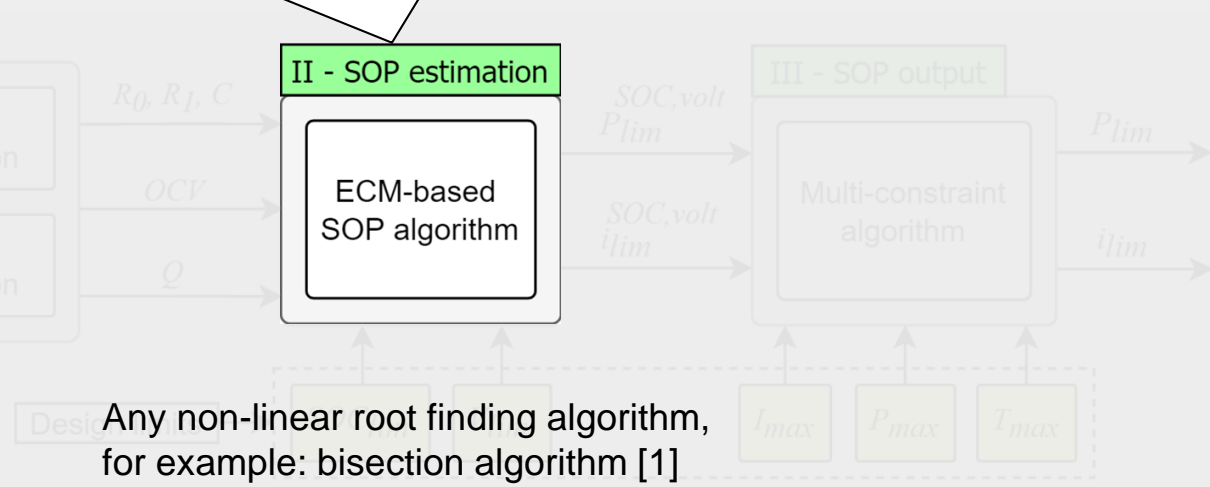 II - SOP estimation
III - SOP output
R0, R1, C
SOC,volt
Plim
Plim
ECM-based
SOP algorithm
OCV
Multi-constraint
algorithm
SOC,volt
ilim
ilim
Q
Any non-linear root finding algorithm,
for example: bisection algorithm [1]
Imax
Pmax
Tmax